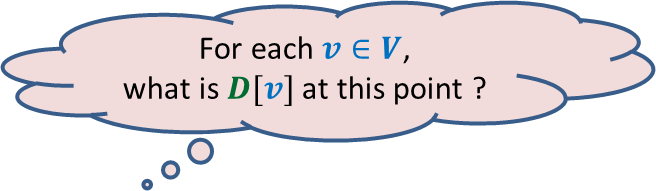 For each v ∈ V,
what is D[v] at this point ?